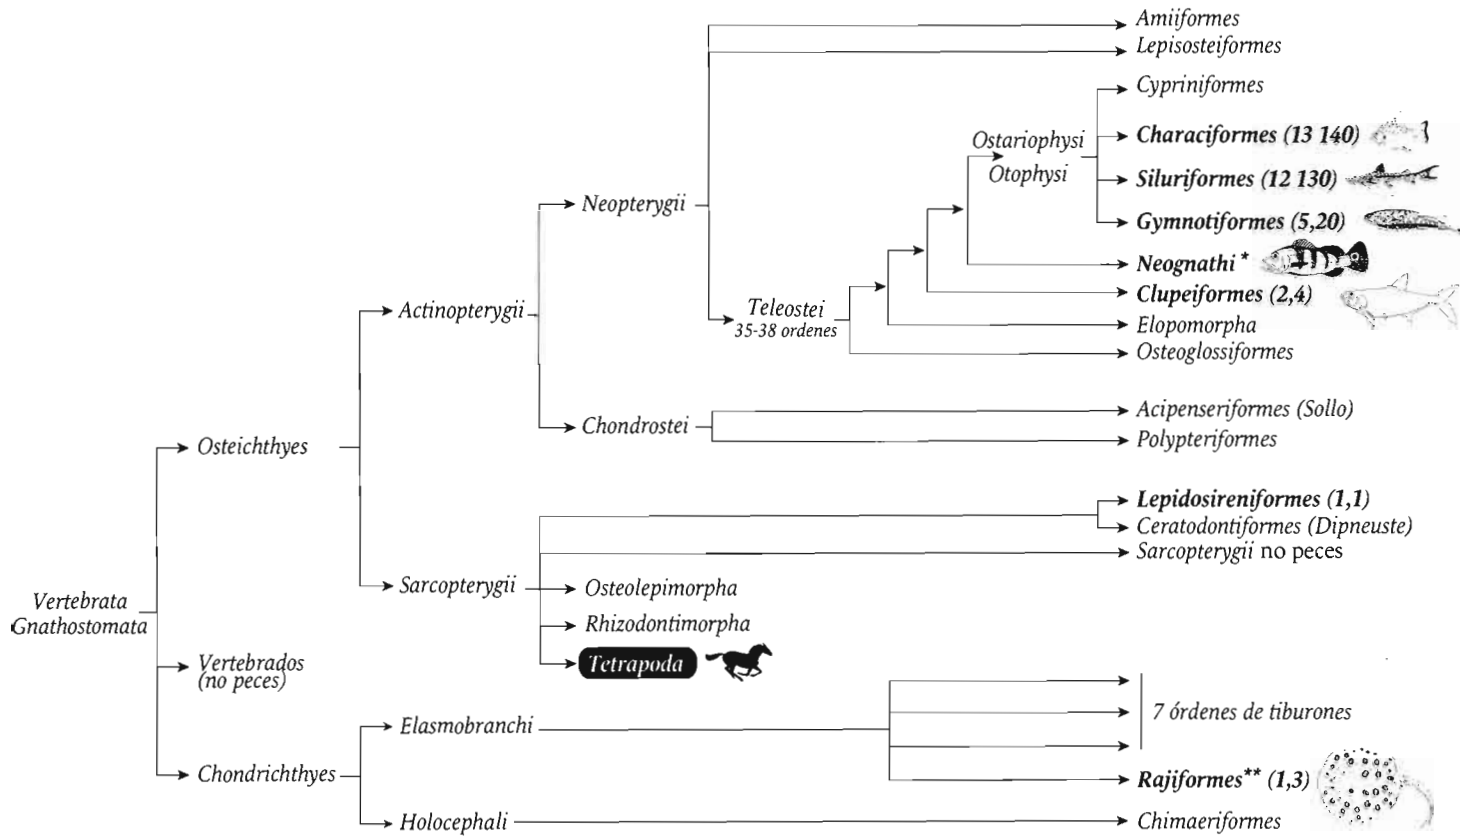 Amiiformes
Lepisosteiformes
Cypriniformes
Ostariophysi
Otophysi
Characiformes (13 140)
Siluriformes (12 130)
Gymnotiformes (5,20)
Neopterygii
Neognathi *
Clupeiformes (2,4)
Actinopterygii
Teleostei
35-38 ordenes
Elopomorpha
Osteoglossiformes
Chondrostei
Acipenseriformes (Sollo)
Polypteriformes
Osteichthyes
Lepidosireniformes (1,1)
Ceratodontiformes (Dipneuste)
Sarcopterygii no peces
Sarcopterygii
Osteolepimorpha
Rhizodontimorpha
Tetrapoda
Vertebrata
Gnathostomata
Vertebrados
(no peces)
Elasmobranchi
7 órdenes de tiburones
Chondrichthyes
Rajiformes** (1,3)
Holocephali
Chimaeriformes